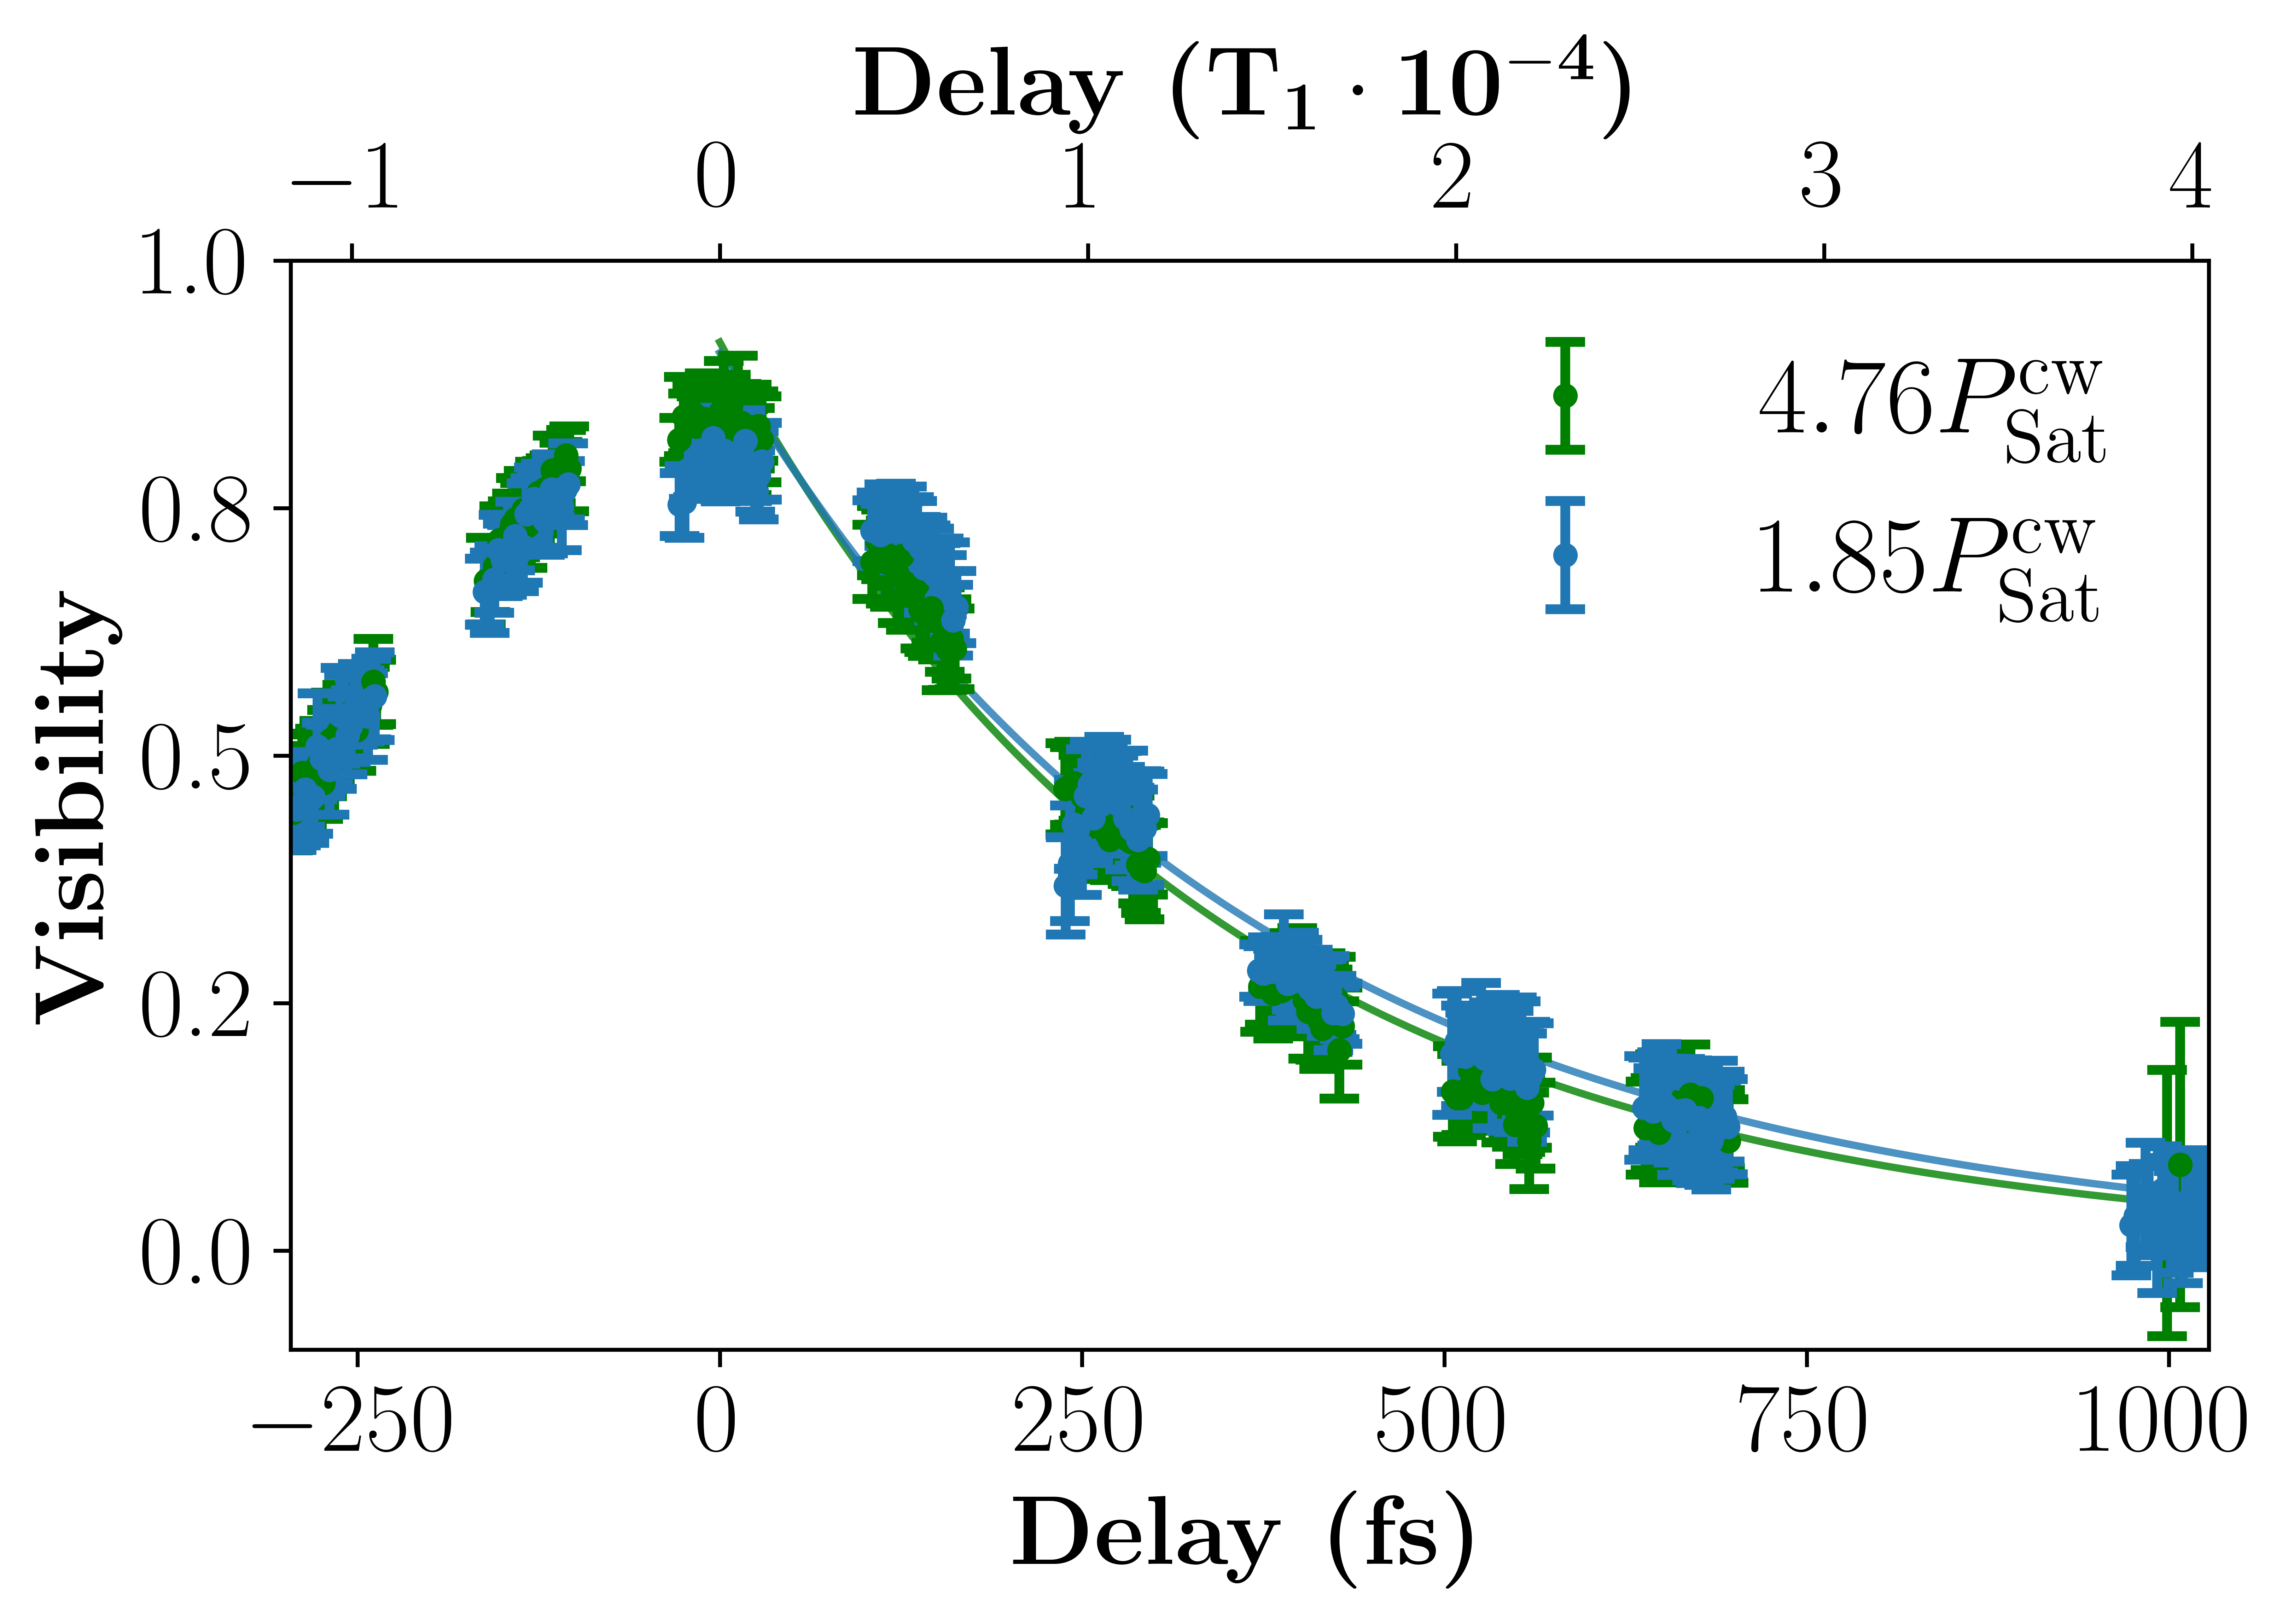 Delay (T₁ · 10⁻⁴)
−1 0 1 2 3 4
1.0
0.8
0.5
0.2
0.0
Visibility
4.76P^cw_Sat
1.85P^cw_Sat
−250 0 250 500 750 1000
Delay (fs)